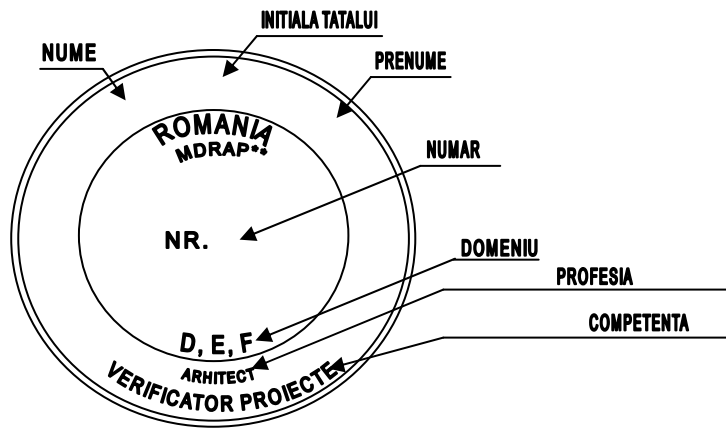 INITIALA TATALUI
NUME
PRENUME
ROMANIA
MDRAP**
NUMAR
NR.
DOMENIU
PROFESIA
COMPETENTA
D, E, F
ARHITECT
VERIFICATOR PROIECTE